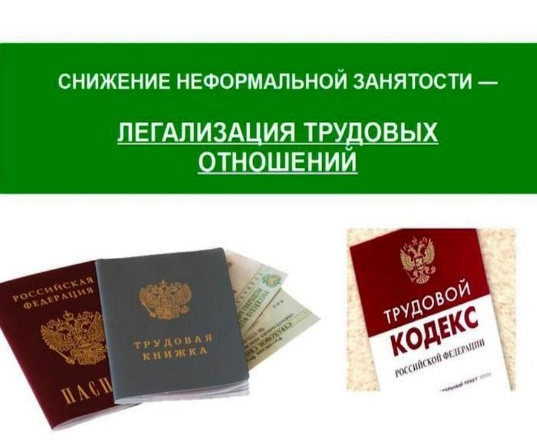 СНИЖЕНИЕ НЕФОРМАЛЬНОЙ ЗАНЯТОСТИ —
ЛЕГАЛИЗАЦИЯ ТРУДОВЫХ
ОТНОШЕНИЙ
РОССИЙСКАЯ
ФЕДЕРАЦИЯ
ПАСП
ТРУДОВАЯ
КНИЖКА
ТРУДОВОЙ
КОДЕКС
РОССИЙСКОЙ ФЕДЕРАЦИИ